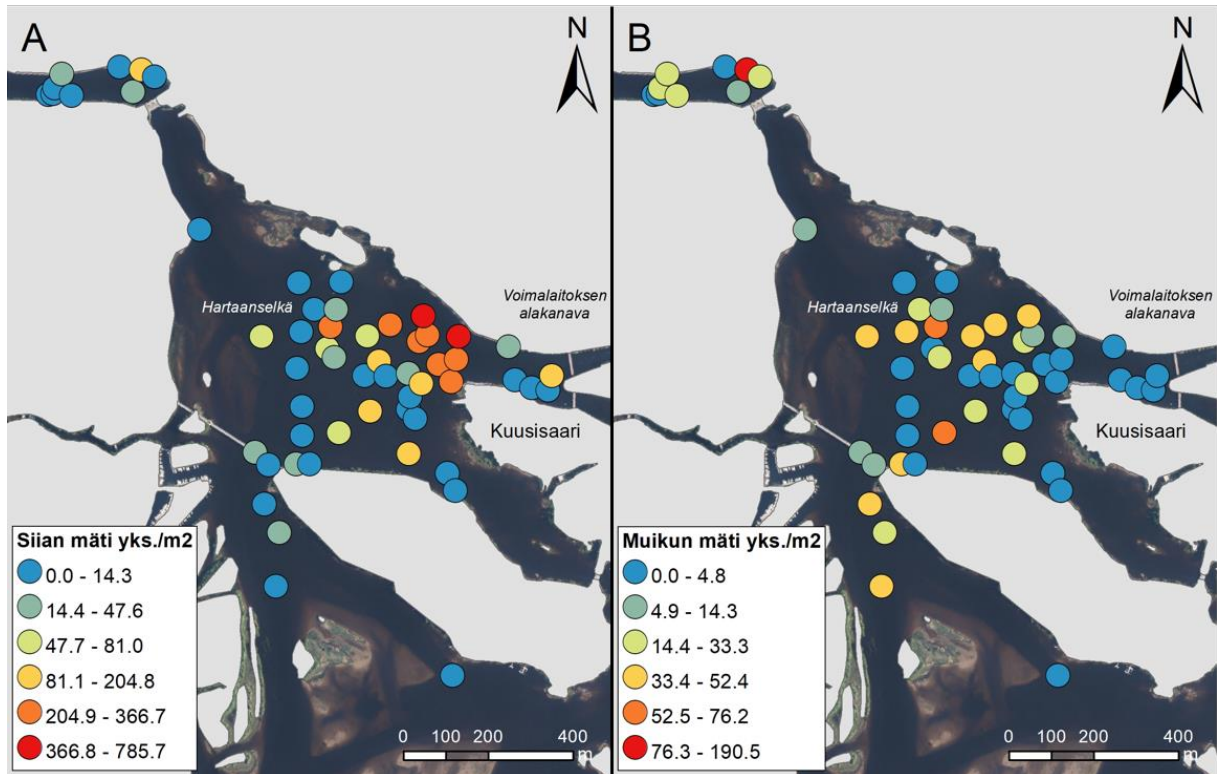 A
N
Hartaanselkä
Voimalaitoksen
alakanava
Kuusisaari
Siian mäti yks./m2
0.0 - 14.3
14.4 - 47.6
47.7 - 81.0
81.1 - 204.8
204.9 - 366.7
366.8 - 785.7
0 100 200 400
m
B
N
Hartaanselkä
Voimalaitoksen
alakanava
Kuusisaari
Muikun mäti yks./m2
0.0 - 4.8
4.9 - 14.3
14.4 - 33.3
33.4 - 52.4
52.5 - 76.2
76.3 - 190.5
0 100 200 400
m